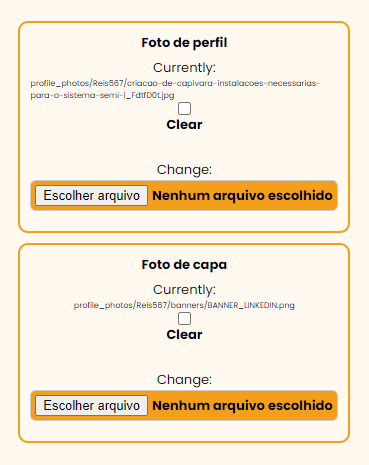 Foto de perfil
Currently:
profile_photos/Reis567/criacao-de-capivara-instalacoes-necessarias-
para-o-sistema-semi-i_FdtfD0t.jpg
Clear
Change:
Escolher arquivo Nenhum arquivo escolhido
Foto de capa
Currently:
profile_photos/Reis567/banners/BANNER_LINKEDIN.png
Clear
Change:
Escolher arquivo Nenhum arquivo escolhido